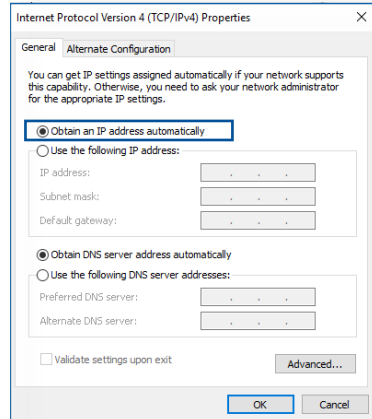 Internet Protocol Version 4 (TCP/IPv4) Properties
General Alternate Configuration
You can get IP settings assigned automatically if your network supports
this capability. Otherwise, you need to ask your network administrator
for the appropriate IP settings.
Obtain an IP address automatically
Use the following IP address:
IP address:
Subnet mask:
Default gateway:
Obtain DNS server address automatically
Use the following DNS server addresses:
Preferred DNS server:
Alternate DNS server:
Validate settings upon exit
Advanced...
OK Cancel